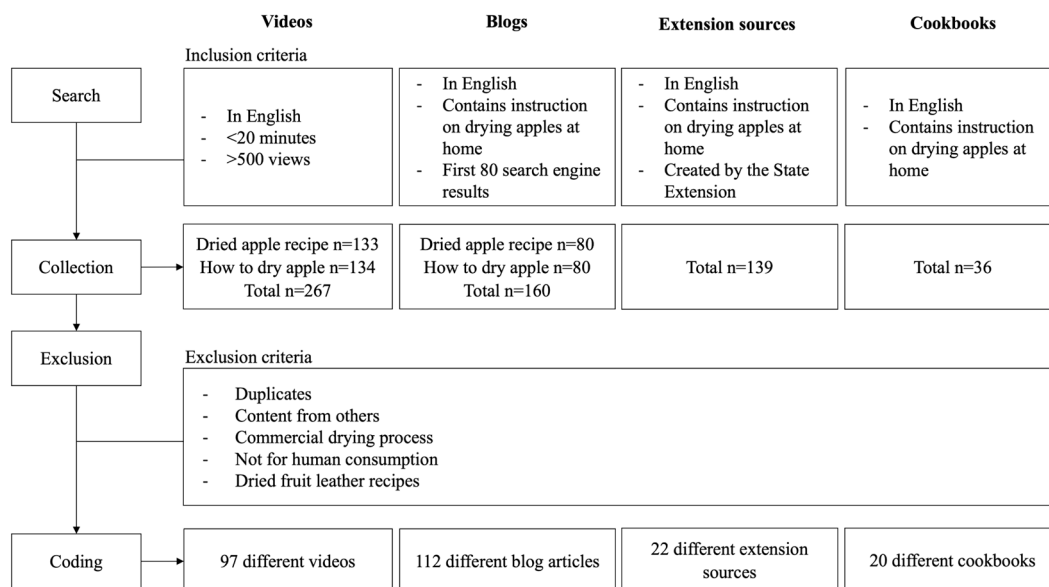 Videos
Blogs
Extension sources
Cookbooks
Inclusion criteria
Search
- In English
- <20 minutes
- >500 views
- In English
- Contains instruction
on drying apples at
home
- First 80 search engine
results
- In English
- Contains instruction
on drying apples at
home
- Created by the State
Extension
- In English
- Contains instruction
on drying apples at
home
Collection
Dried apple recipe n=133
How to dry apple n=134
Total n=267
Dried apple recipe n=80
How to dry apple n=80
Total n=160
Total n=139
Total n=36
Exclusion
Exclusion criteria
- Duplicates
- Content from others
- Commercial drying process
- Not for human consumption
- Dried fruit leather recipes
Coding
97 different videos
112 different blog articles
22 different extension
sources
20 different cookbooks